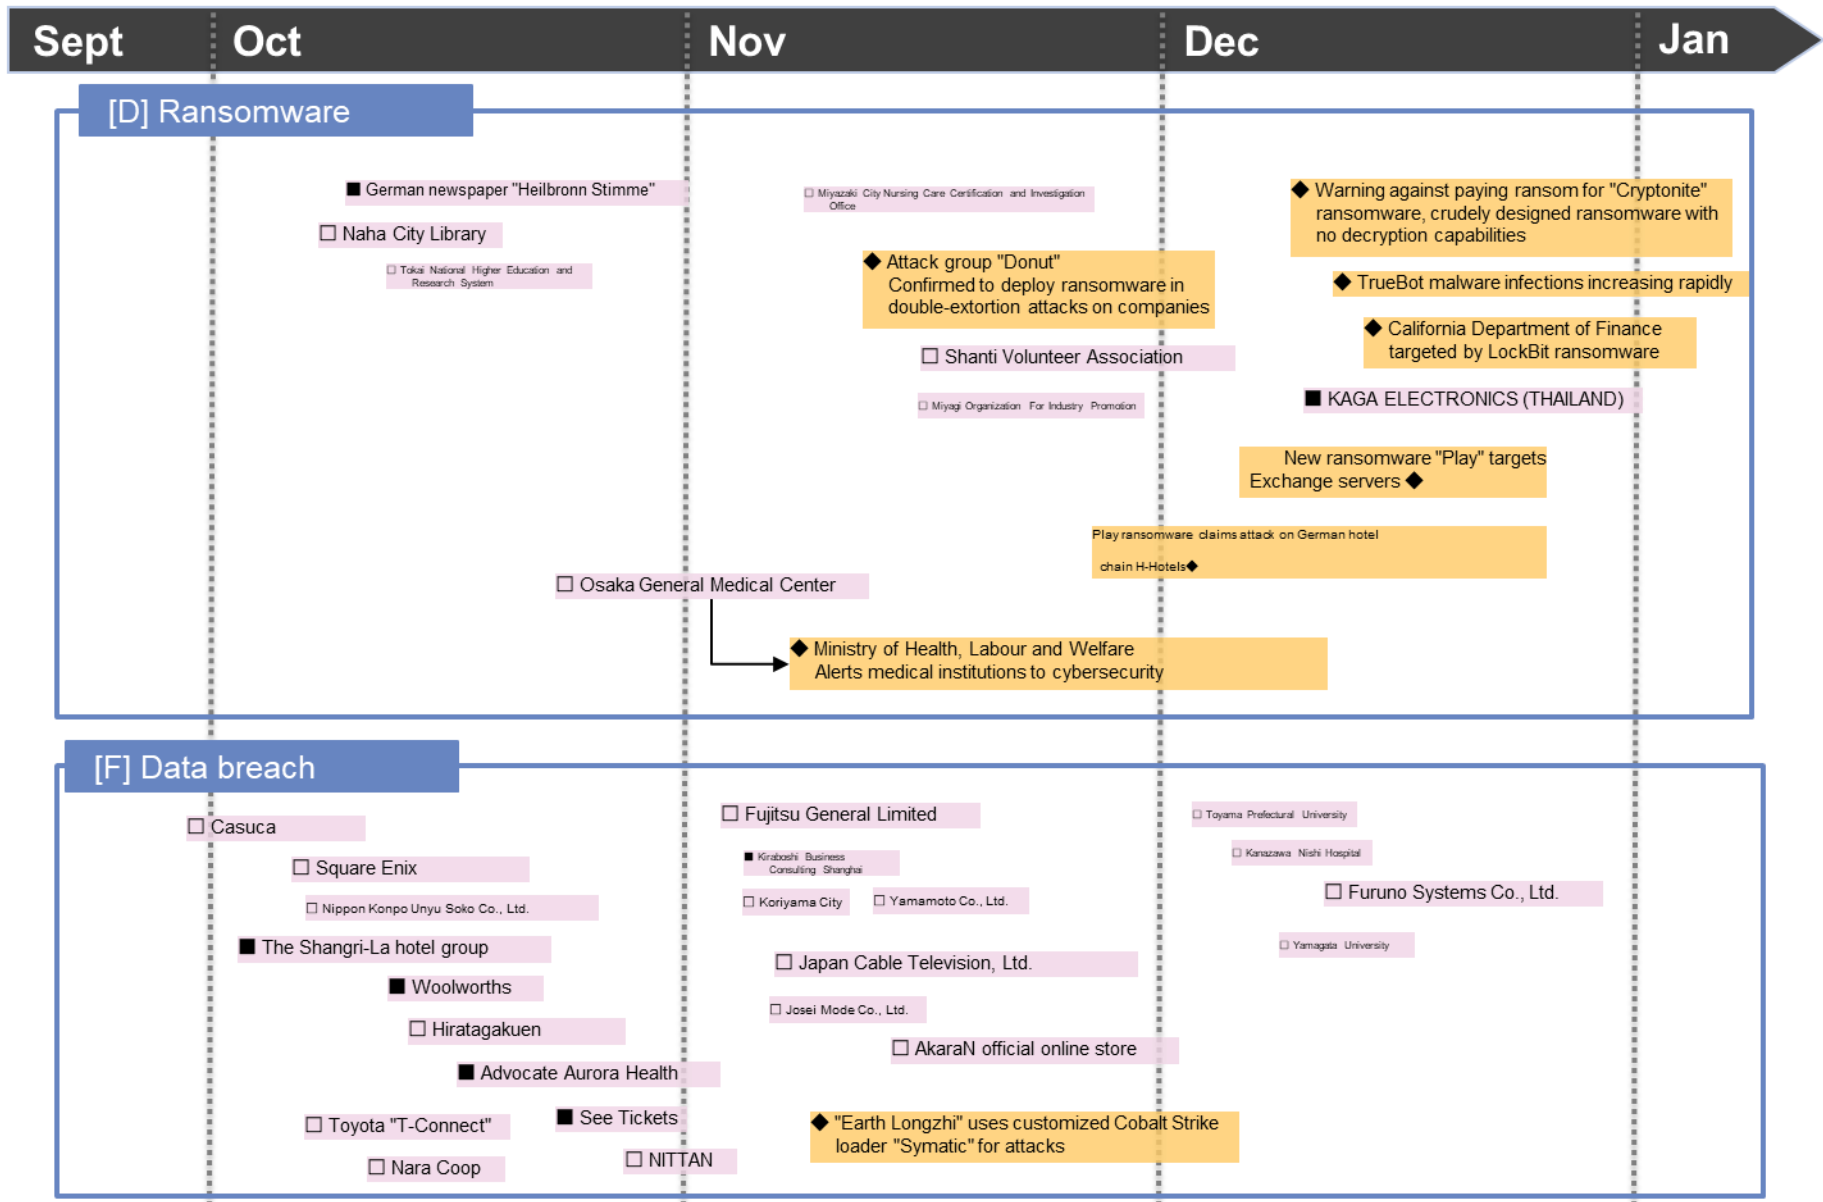 Sept Oct Nov Dec Jan
[D] Ransomware
■ German newspaper "Heilbronn Stimme"
□ Naha City Library
□ Tokai National Higher Education and
Research System
□ Miyazaki City Nursing Care Certification and Investigation
Office
◆ Attack group "Donut"
Confirmed to deploy ransomware in
double-extortion attacks on companies
□ Shanti Volunteer Association
□ Miyagi Organization For Industry Promotion
◆ Warning against paying ransom for "Cryptonite"
ransomware, crudely designed ransomware with
no decryption capabilities
◆ TrueBot malware infections increasing rapidly
◆ California Department of Finance
targeted by LockBit ransomware
■ KAGA ELECTRONICS (THAILAND)
New ransomware "Play" targets
Exchange servers ◆
Play ransomware claims attack on German hotel
chain H-Hotels◆
□ Osaka General Medical Center
◆ Ministry of Health, Labour and Welfare
Alerts medical institutions to cybersecurity
[F] Data breach
□ Casuca
□ Square Enix
□ Nippon Konpo Unyu Soko Co., Ltd.
■ The Shangri-La hotel group
■ Woolworths
□ Hiratagakuen
■ Advocate Aurora Health
□ Toyota "T-Connect"
■ See Tickets
□ Nara Coop
□ NITTAN
□ Fujitsu General Limited
■ Kiraboshi Business
Consulting Shanghai
□ Koriyama City
□ Yamamoto Co., Ltd.
□ Japan Cable Television, Ltd.
□ Josei Mode Co., Ltd.
□ AkaraN official online store
◆ "Earth Longzhi" uses customized Cobalt Strike
loader "Symatic" for attacks
□ Toyama Prefectural University
□ Kanazawa Nishi Hospital
□ Furuno Systems Co., Ltd.
□ Yamagata University